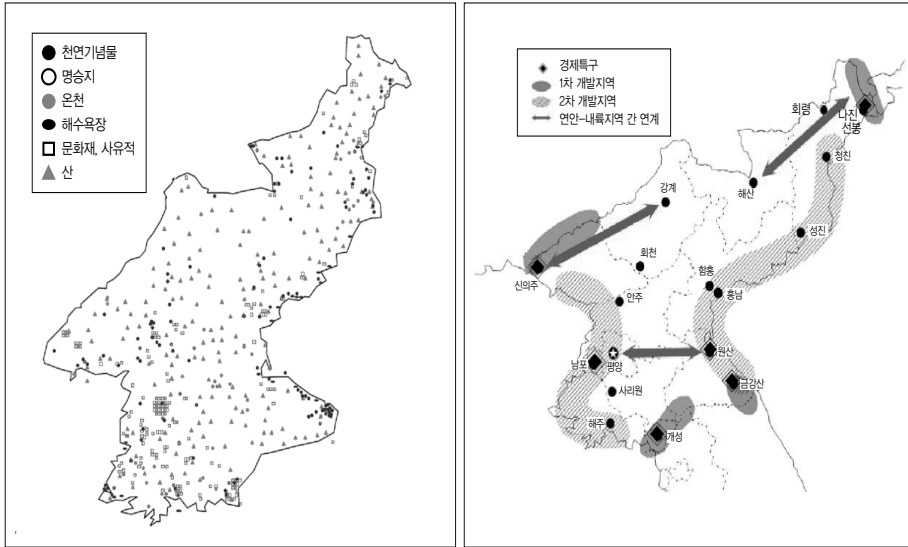 천연기념물
명승지
온천
해수욕장
문화재, 사유적
산
경제특구
1차 개발지역
2차 개발지역
연안-내륙지역 간 연계
회령
나진
선봉
청진
혜산
강계
성진
희천
신의주
함흥
흥남
안주
원산
남포
평양
금강산
사리원
해주
개성